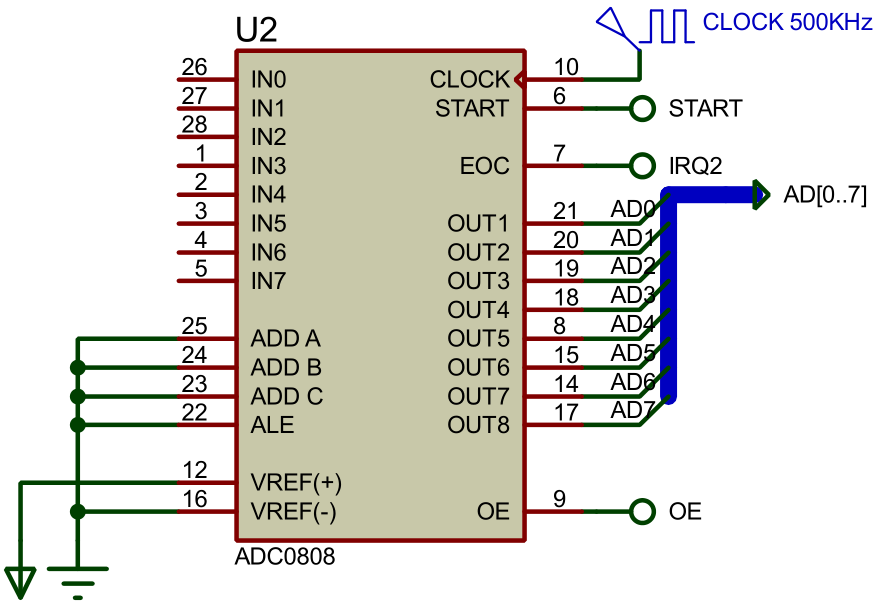 U2
CLOCK 500KHz
26 IN0 CLOCK 10
27 IN1 START 6 START
28 IN2
1 IN3 EOC 7 IRQ2
2 IN4 AD[0..7]
3 IN5 OUT1 21 AD0
4 IN6 OUT2 20 AD1
5 IN7 OUT3 19 AD2
OUT4 18 AD3
25 ADD A OUT5 8 AD4
24 ADD B OUT6 15 AD5
23 ADD C OUT7 14 AD6
22 ALE OUT8 17 AD7
12 VREF(+)
16 VREF(-) OE 9 OE
ADC0808